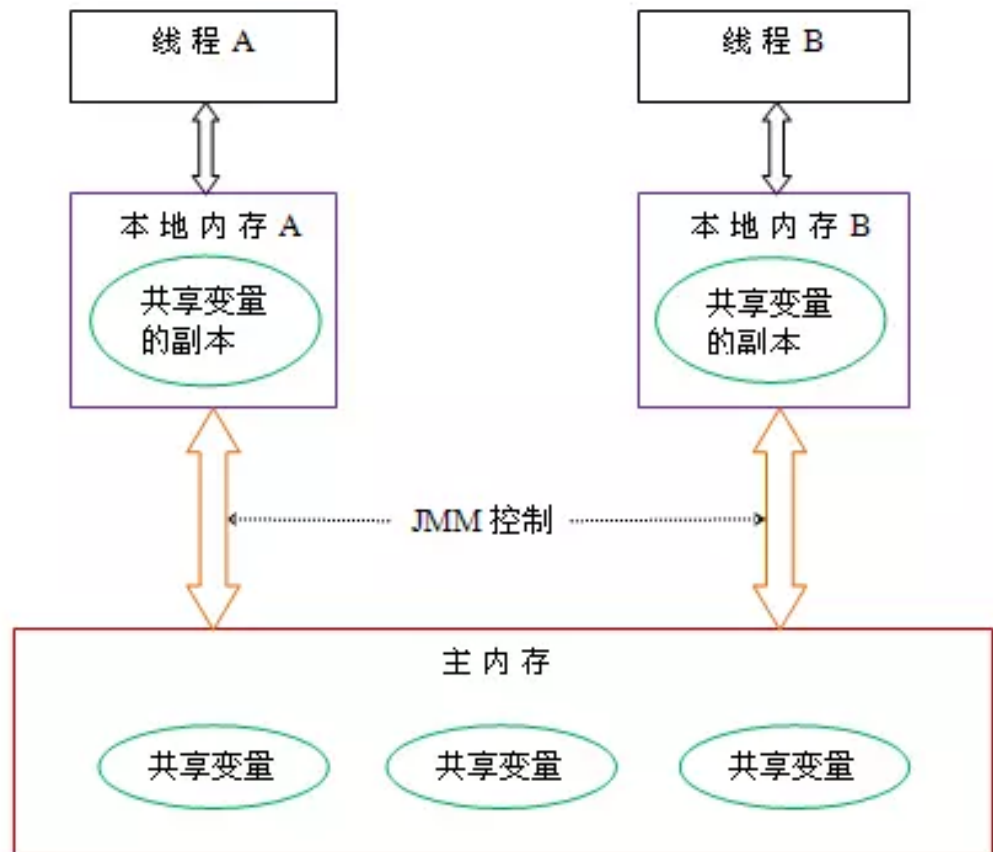 线程 A
线程 B
本地内存 A
本地内存 B
共享变量
的副本
共享变量
的副本
JMM 控制
主内存
共享变量
共享变量
共享变量